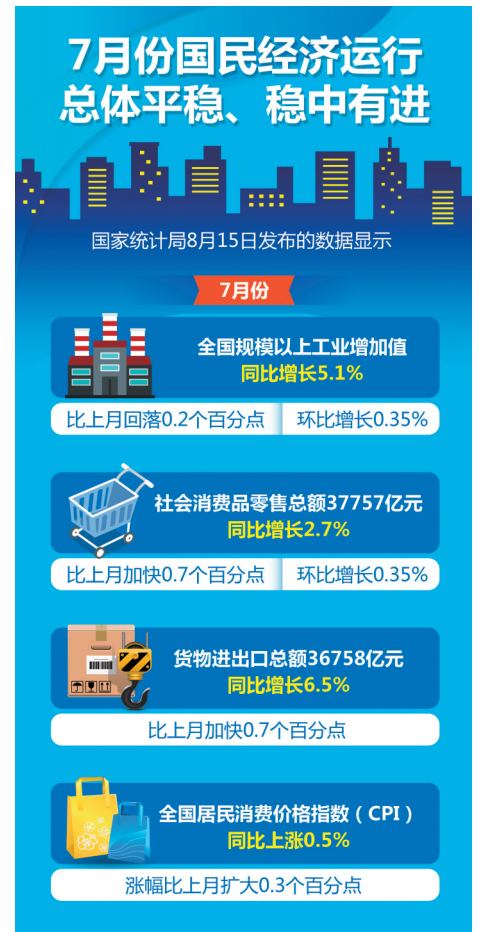 7月份国民经济运行
总体平稳、稳中有进
国家统计局8月15日发布的数据显示
7月份
全国规模以上工业增加值
同比增长5.1%
比上月回落0.2个百分点 环比增长0.35%
社会消费品零售总额37757亿元
同比增长2.7%
比上月加快0.7个百分点 环比增长0.35%
货物进出口总额36758亿元
同比增长6.5%
比上月加快0.7个百分点
全国居民消费价格指数（CPI）
同比上涨0.5%
涨幅比上月扩大0.3个百分点